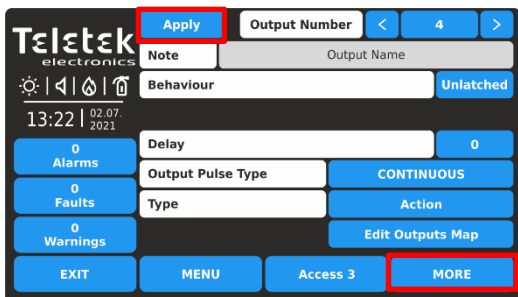 Teletek
electronics
13:22 02.07.
2021
0
Alarms
0
Faults
0
Warnings
Apply
Output Number < 4 >
Note Output Name
Behaviour Unlatched
Delay 0
Output Pulse Type CONTINUOUS
Type Action
Edit Outputs Map
EXIT MENU Access 3 MORE